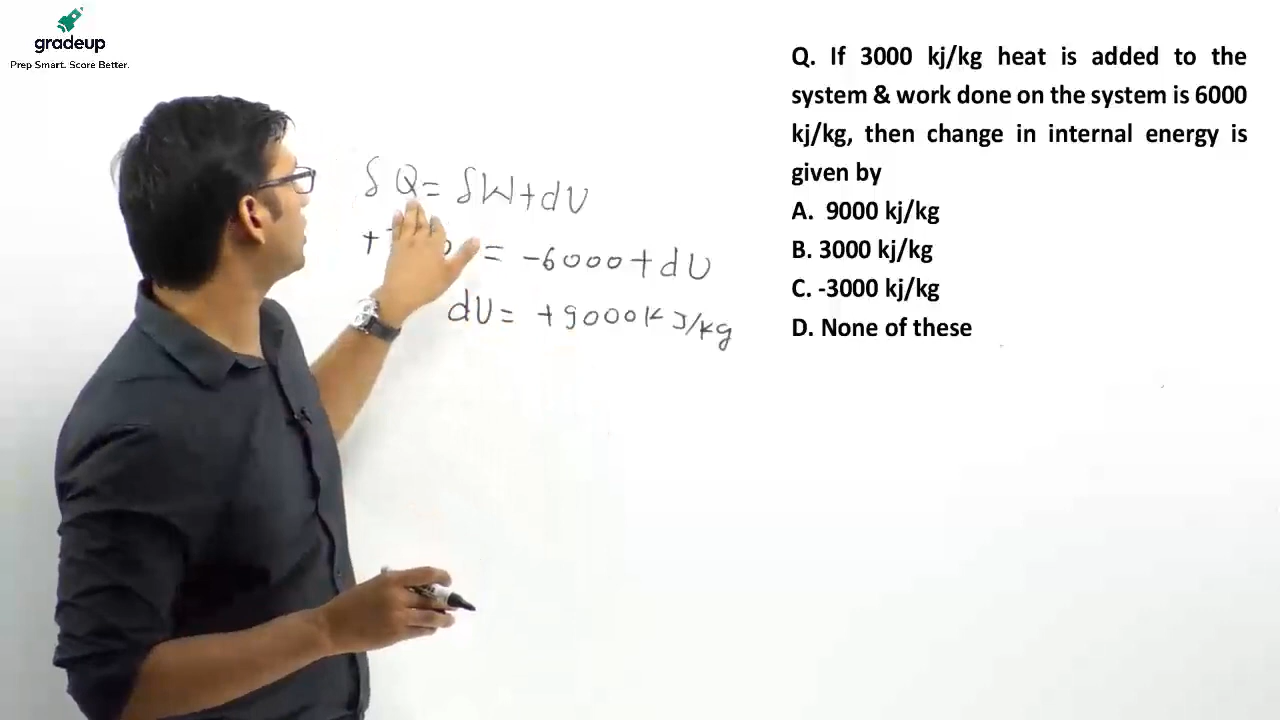 gradeup
Prep Smart. Score Better.
Q. If 3000 kj/kg heat is added to the
system & work done on the system is 6000
kj/kg, then change in internal energy is
given by
A. 9000 kj/kg
B. 3000 kj/kg
C. -3000 kj/kg
D. None of these
δQ = δW + dU
+ = -6000 + dU
dU = +9000 KJ/kg